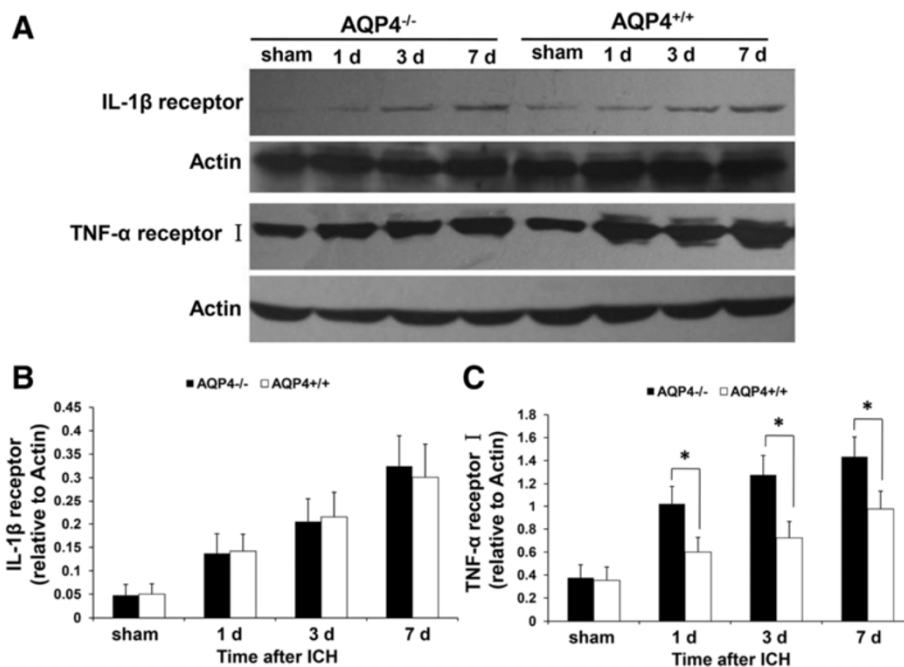 A
AQP4-/- AQP4+/+
sham 1 d 3 d 7 d sham 1 d 3 d 7 d
IL-1β receptor
Actin
TNF-α receptor I
Actin
B
AQP4-/- AQP4+/+
IL-1β receptor
(relative to Actin)
0.45
0.4
0.35
0.3
0.25
0.2
0.15
0.1
0.05
0
sham 1 d 3 d 7 d
Time after ICH
C
AQP4-/- AQP4+/+
TNF-α receptor I
(relative to Actin)
1.8
1.6
1.4
1.2
1
0.8
0.6
0.4
0.2
0
* * *
sham 1 d 3 d 7 d
Time after ICH